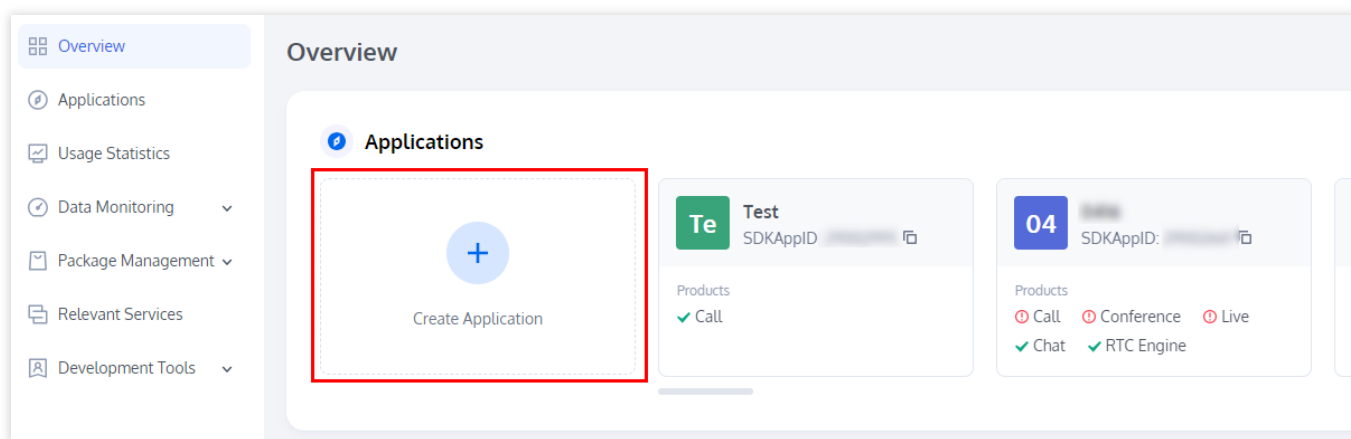 Overview
Applications
Usage Statistics
Data Monitoring
Package Management
Relevant Services
Development Tools
Overview
Applications
Create Application
Te
Test
SDKAppID
Products
Call
04
SDKAppID:
Products
Call Conference Live
Chat RTC Engine